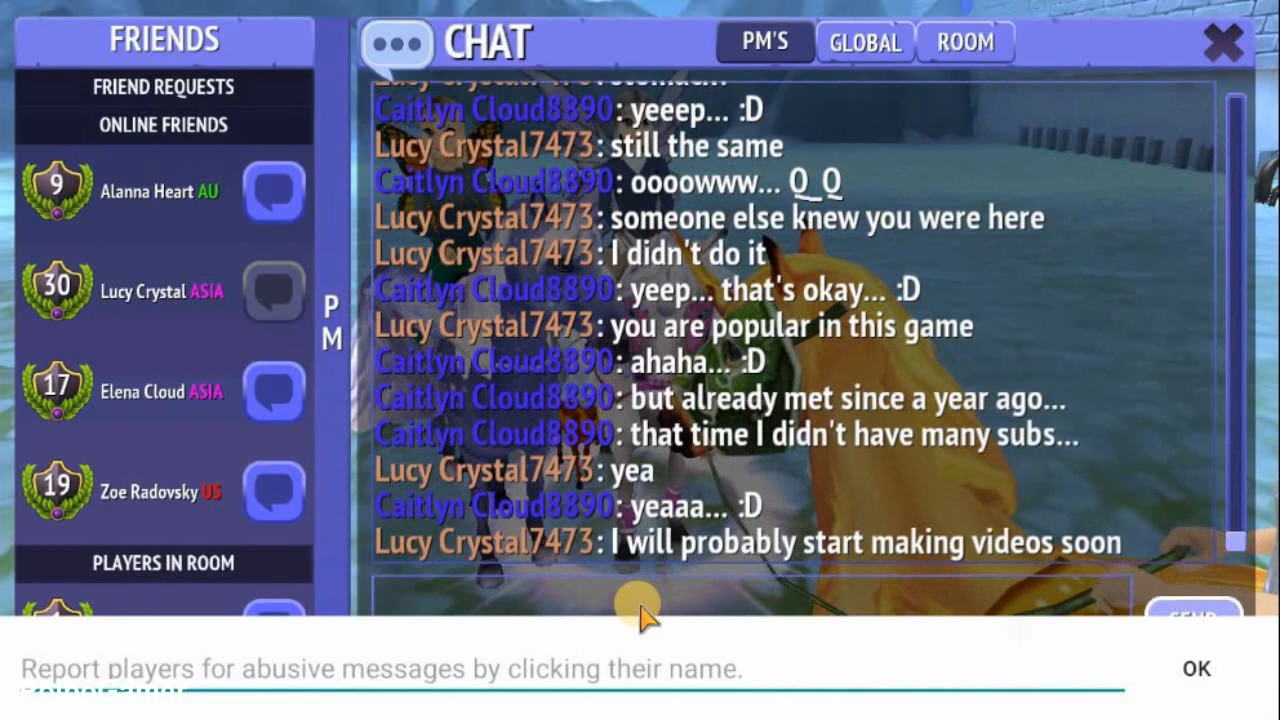 FRIENDS
FRIEND REQUESTS
ONLINE FRIENDS
9 Alanna Heart AU
30 Lucy Crystal ASIA
17 Elena Cloud ASIA
19 Zoe Radovsky US
PLAYERS IN ROOM
P
M
CHAT
PM'S GLOBAL ROOM
Caitlyn Cloud8890: yeeep... :D
Lucy Crystal7473: still the same
Caitlyn Cloud8890: oooowww... Q_Q
Lucy Crystal7473: someone else knew you were here
Lucy Crystal7473: I didn't do it
Caitlyn Cloud8890: yeep... that's okay... :D
Lucy Crystal7473: you are popular in this game
Caitlyn Cloud8890: ahaha... :D
Caitlyn Cloud8890: but already met since a year ago...
Caitlyn Cloud8890: that time I didn't have many subs...
Lucy Crystal7473: yea
Caitlyn Cloud8890: yeaaa... :D
Lucy Crystal7473: I will probably start making videos soon
SEND
Report players for abusive messages by clicking their name.
OK